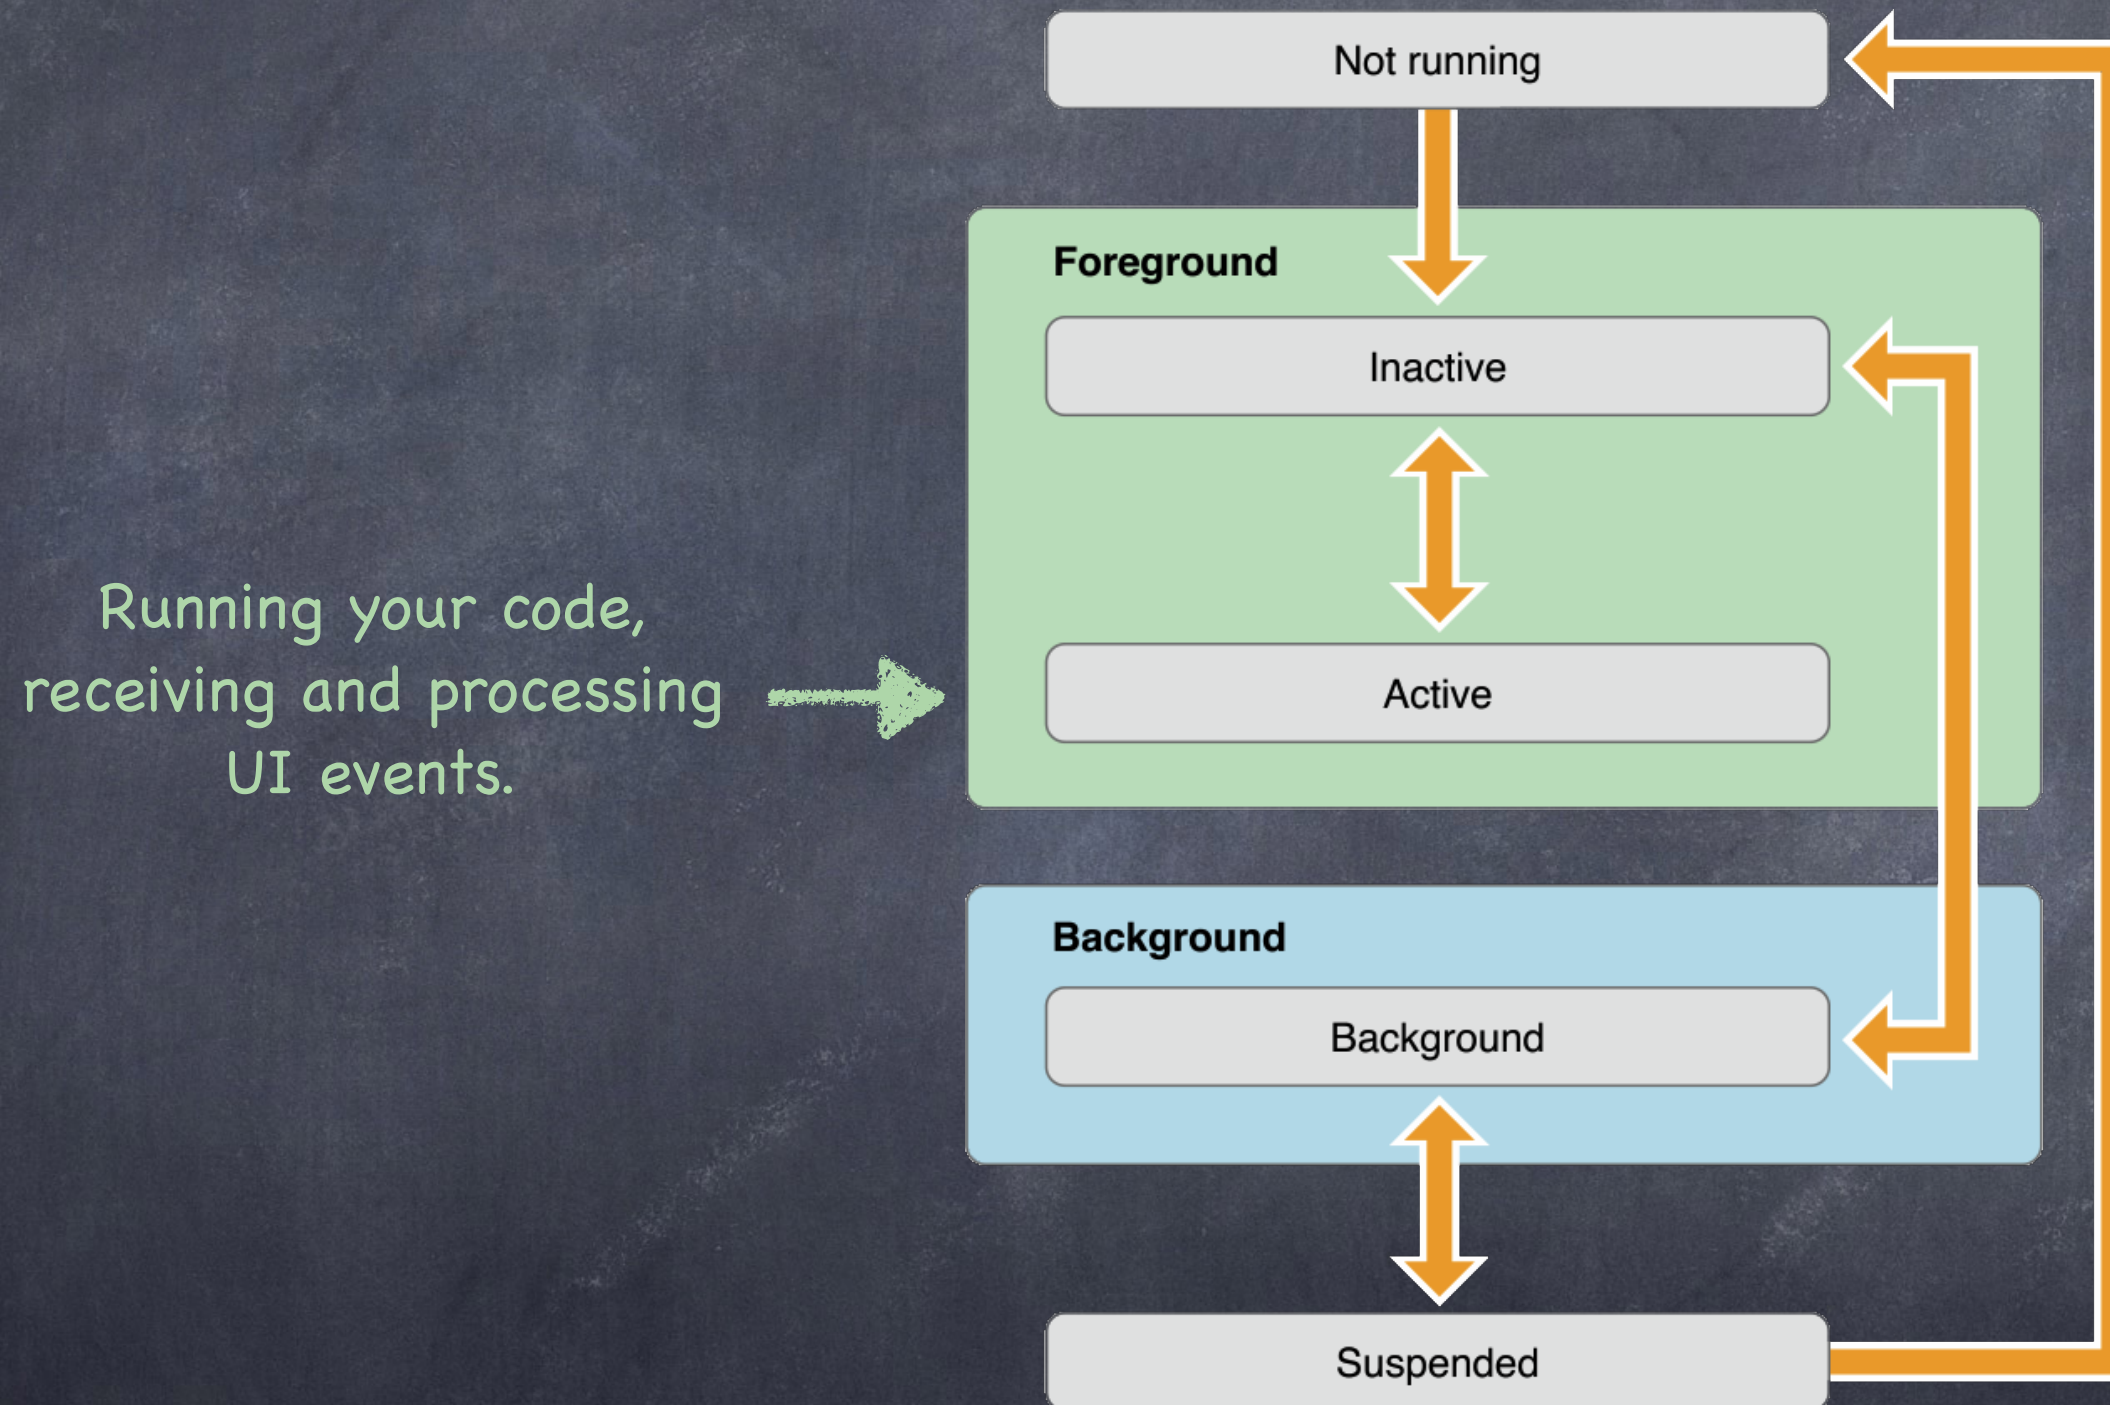 Not running
Foreground
Inactive
Running your code,
receiving and processing
UI events.
Active
Background
Background
Suspended